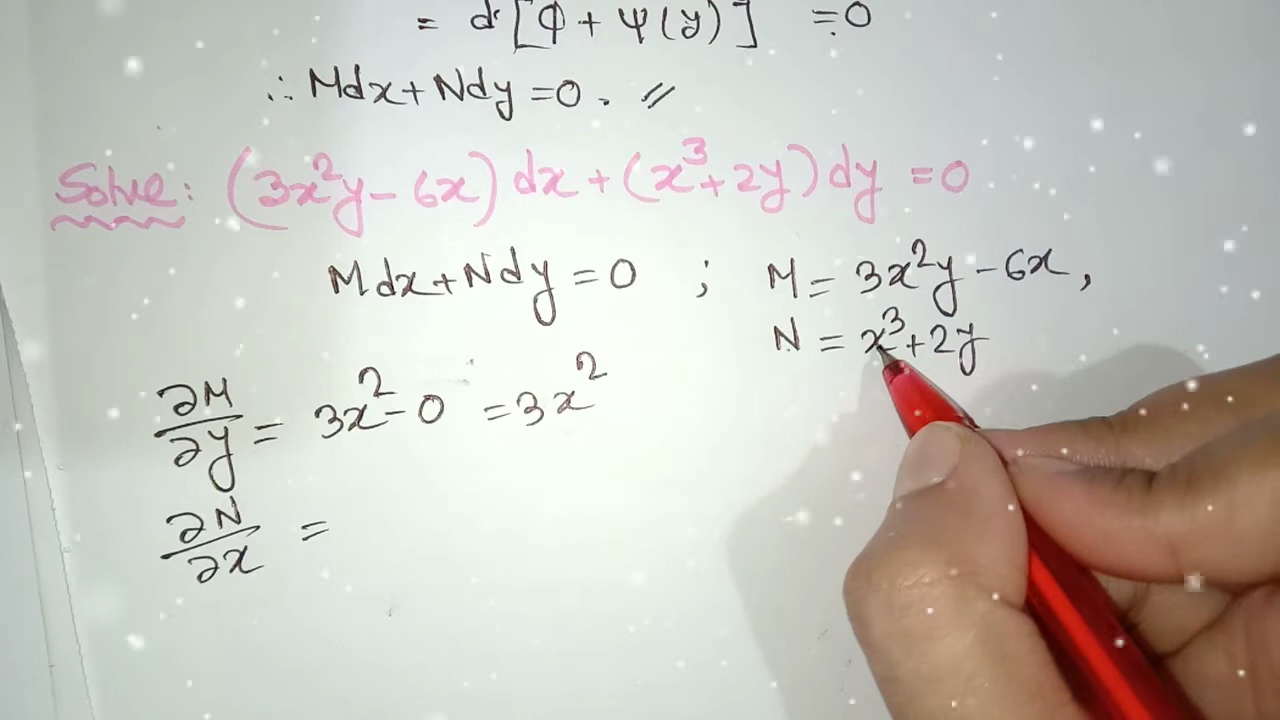 = d[ϕ + ψ(y)] = 0
∴ Mdx + Ndy = 0. //
Solve: (3x²y - 6x) dx + (x³ + 2y) dy = 0
Mdx + Ndy = 0 ; M = 3x²y - 6x,
N = x³ + 2y
∂M/∂y = 3x² - 0 = 3x²
∂N/∂x =